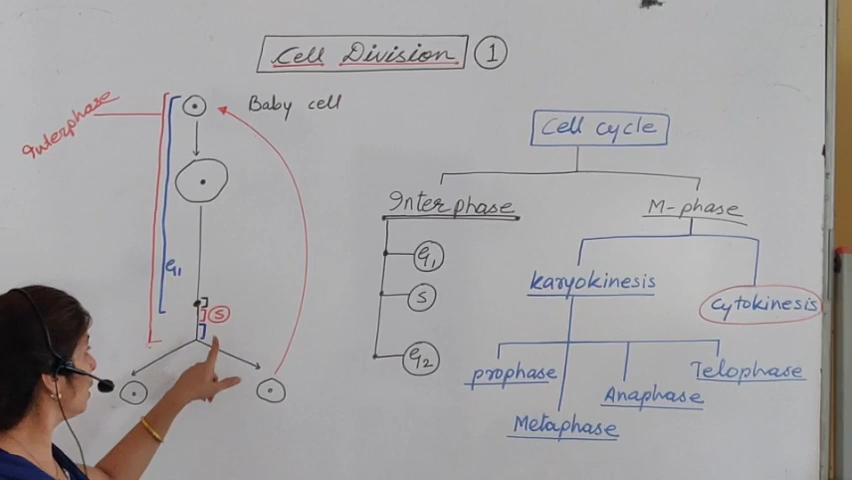 Cell Division 1
Interphase
Baby cell
G1
S
Cell cycle
Interphase
M-phase
G1
S
G2
karyokinesis
cytokinesis
prophase
Metaphase
Anaphase
Telophase